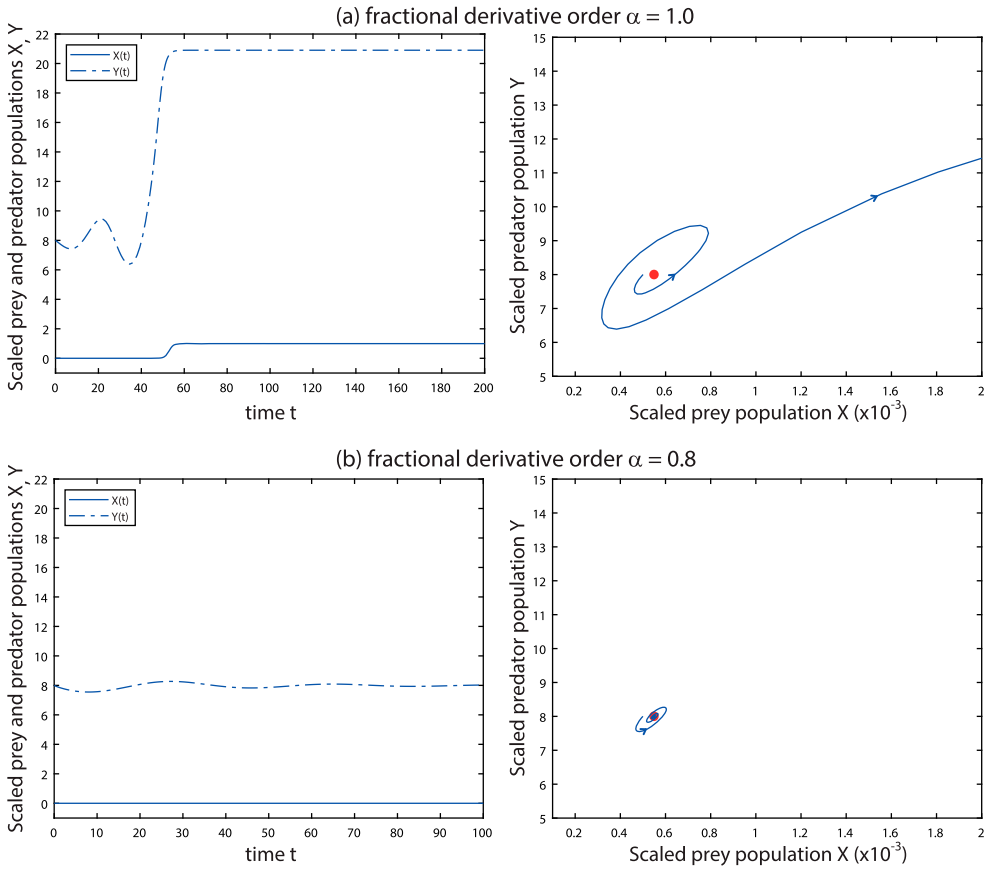 (a) fractional derivative order α = 1.0
Scaled prey and predator populations X, Y
22
20
18
16
14
12
10
8
6
4
2
0
X(t)
Y(t)
0 20 40 60 80 100 120 140 160 180 200
time t
Scaled predator population Y
15
14
13
12
11
10
9
8
7
6
5
0.2 0.4 0.6 0.8 1 1.2 1.4 1.6 1.8 2
Scaled prey population X (x10⁻³)
(b) fractional derivative order α = 0.8
Scaled prey and predator populations X, Y
22
20
18
16
14
12
10
8
6
4
2
0
X(t)
Y(t)
0 10 20 30 40 50 60 70 80 90 100
time t
Scaled predator population Y
15
14
13
12
11
10
9
8
7
6
5
0.2 0.4 0.6 0.8 1 1.2 1.4 1.6 1.8 2
Scaled prey population X (x10⁻³)